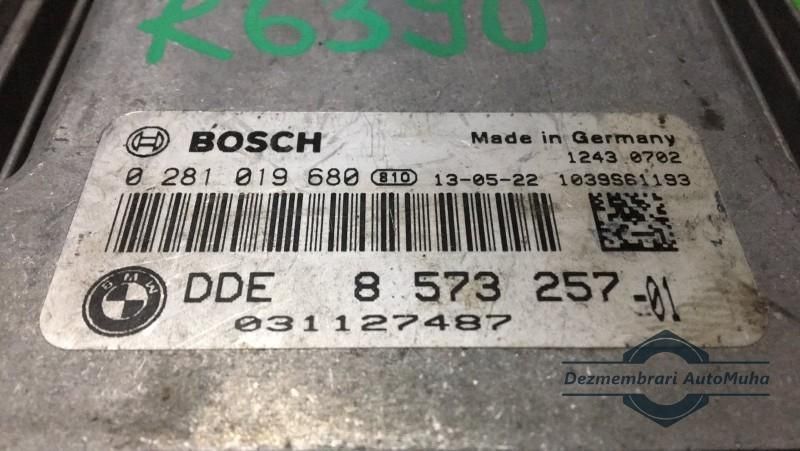 R6390
BOSCH Made in Germany
1243 0702
0 281 019 680 810 13-05-22 1039S61193
BMW DDE 8 573 257 -01
031127487
Dezmembrari AutoMuha